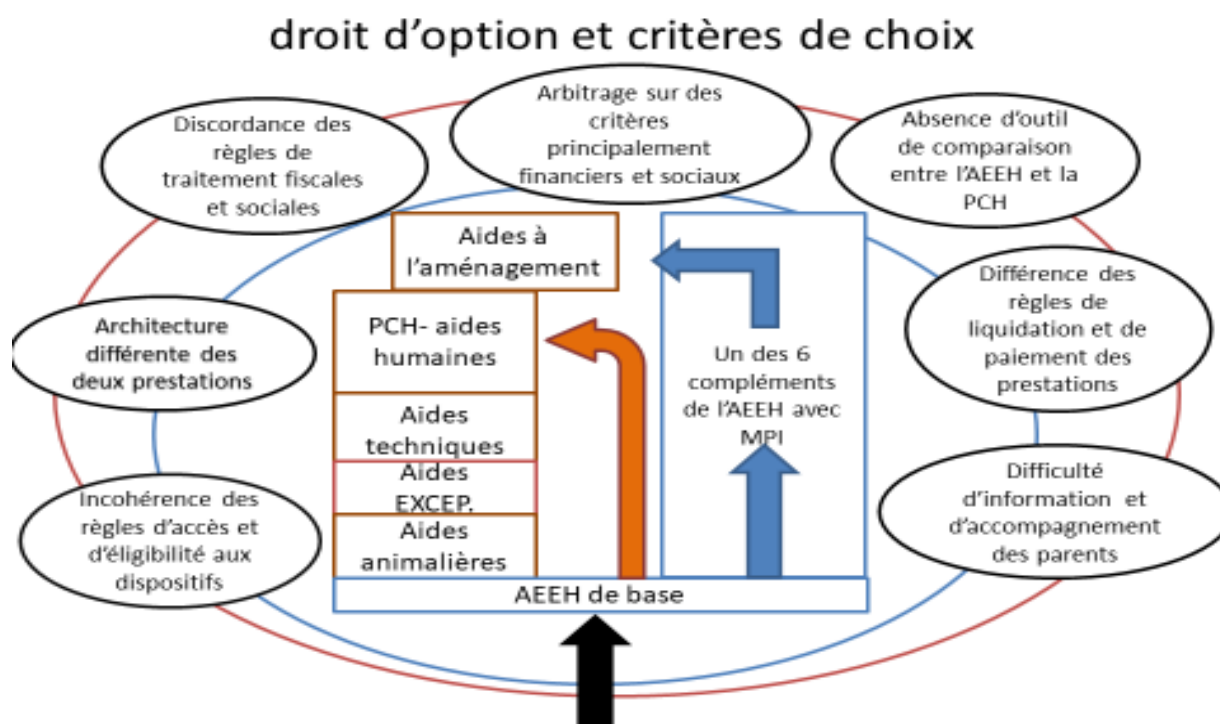 droit d'option et critères de choix
Arbitrage sur des
critères
principalement
financiers et sociaux
Discordance des
règles de
traitement fiscales
et sociales
Absence d'outil
de comparaison
entre l'AEEH et la
PCH
Architecture
différente des
deux prestations
Différence des
règles de
liquidation et de
paiement des
prestations
Incohérence des
règles d'accès et
d'éligibilité aux
dispositifs
Difficulté
d'information et
d'accompagnement
des parents
Aides à
l'aménagement
PCH- aides
humaines
Aides
techniques
Aides
EXCEP.
Aides
animalières
Un des 6
compléments
de l'AEEH avec
MPI
AEEH de base